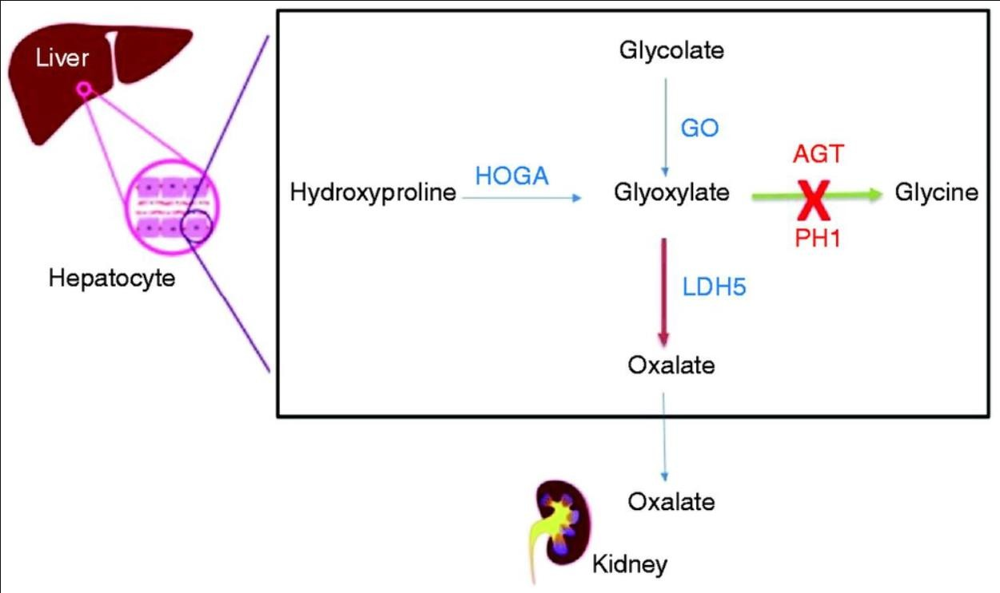 Liver
Glycolate
GO
AGT
HOGA
Hydroxyproline
Glyoxylate
X
Glycine
PH1
Hepatocyte
LDH5
Oxalate
Oxalate
Kidney